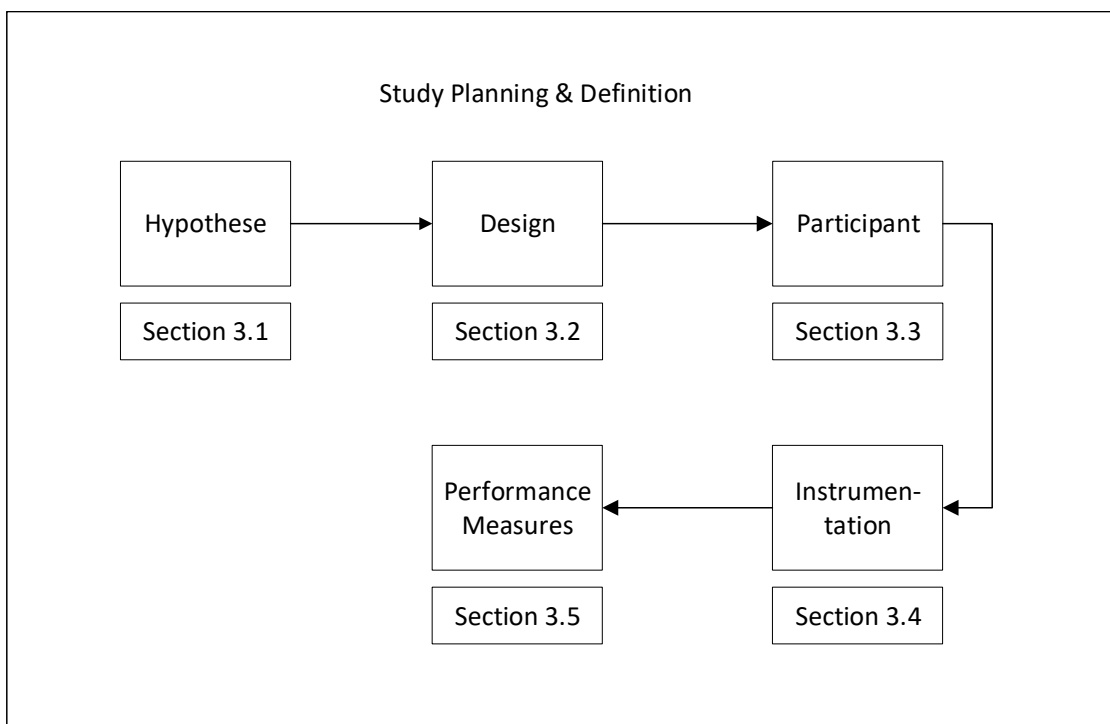 Study Planning & Definition
Hypothese
Design
Participant
Section 3.1
Section 3.2
Section 3.3
Performance
Measures
Instrumen-
tation
Section 3.5
Section 3.4